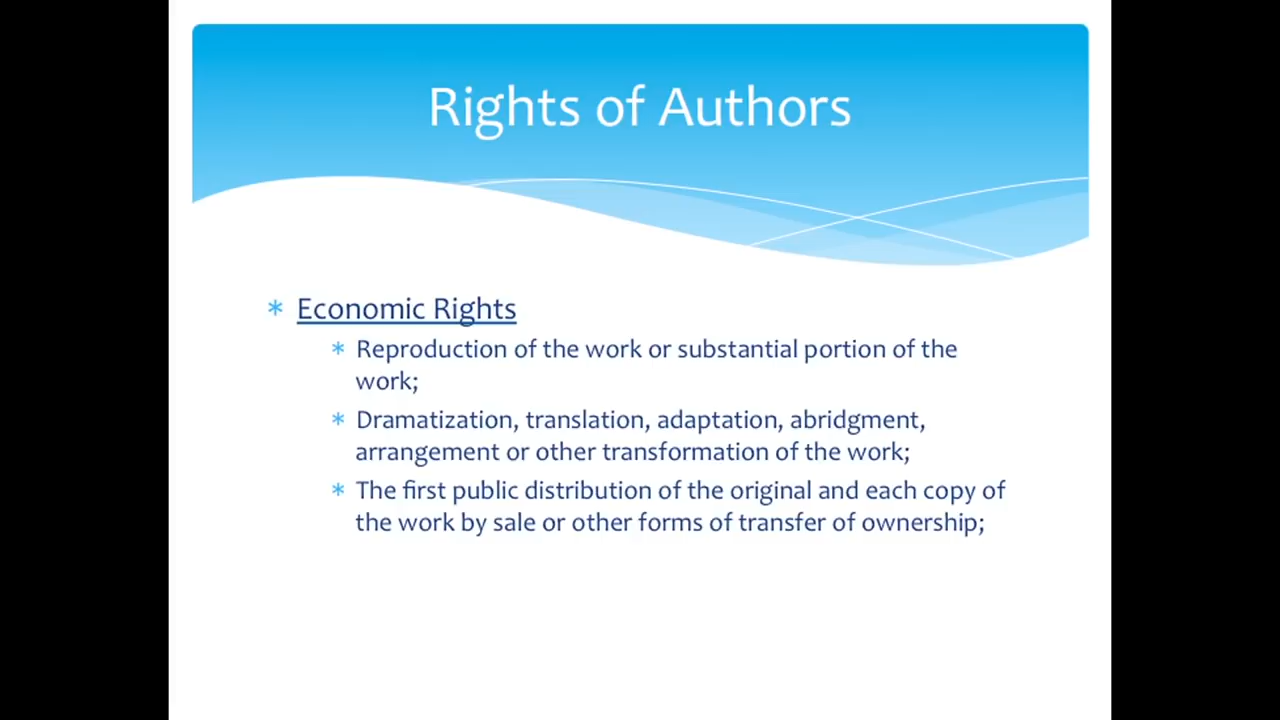 Rights of Authors
* Economic Rights
* Reproduction of the work or substantial portion of the
work;
* Dramatization, translation, adaptation, abridgment,
arrangement or other transformation of the work;
* The first public distribution of the original and each copy of
the work by sale or other forms of transfer of ownership;